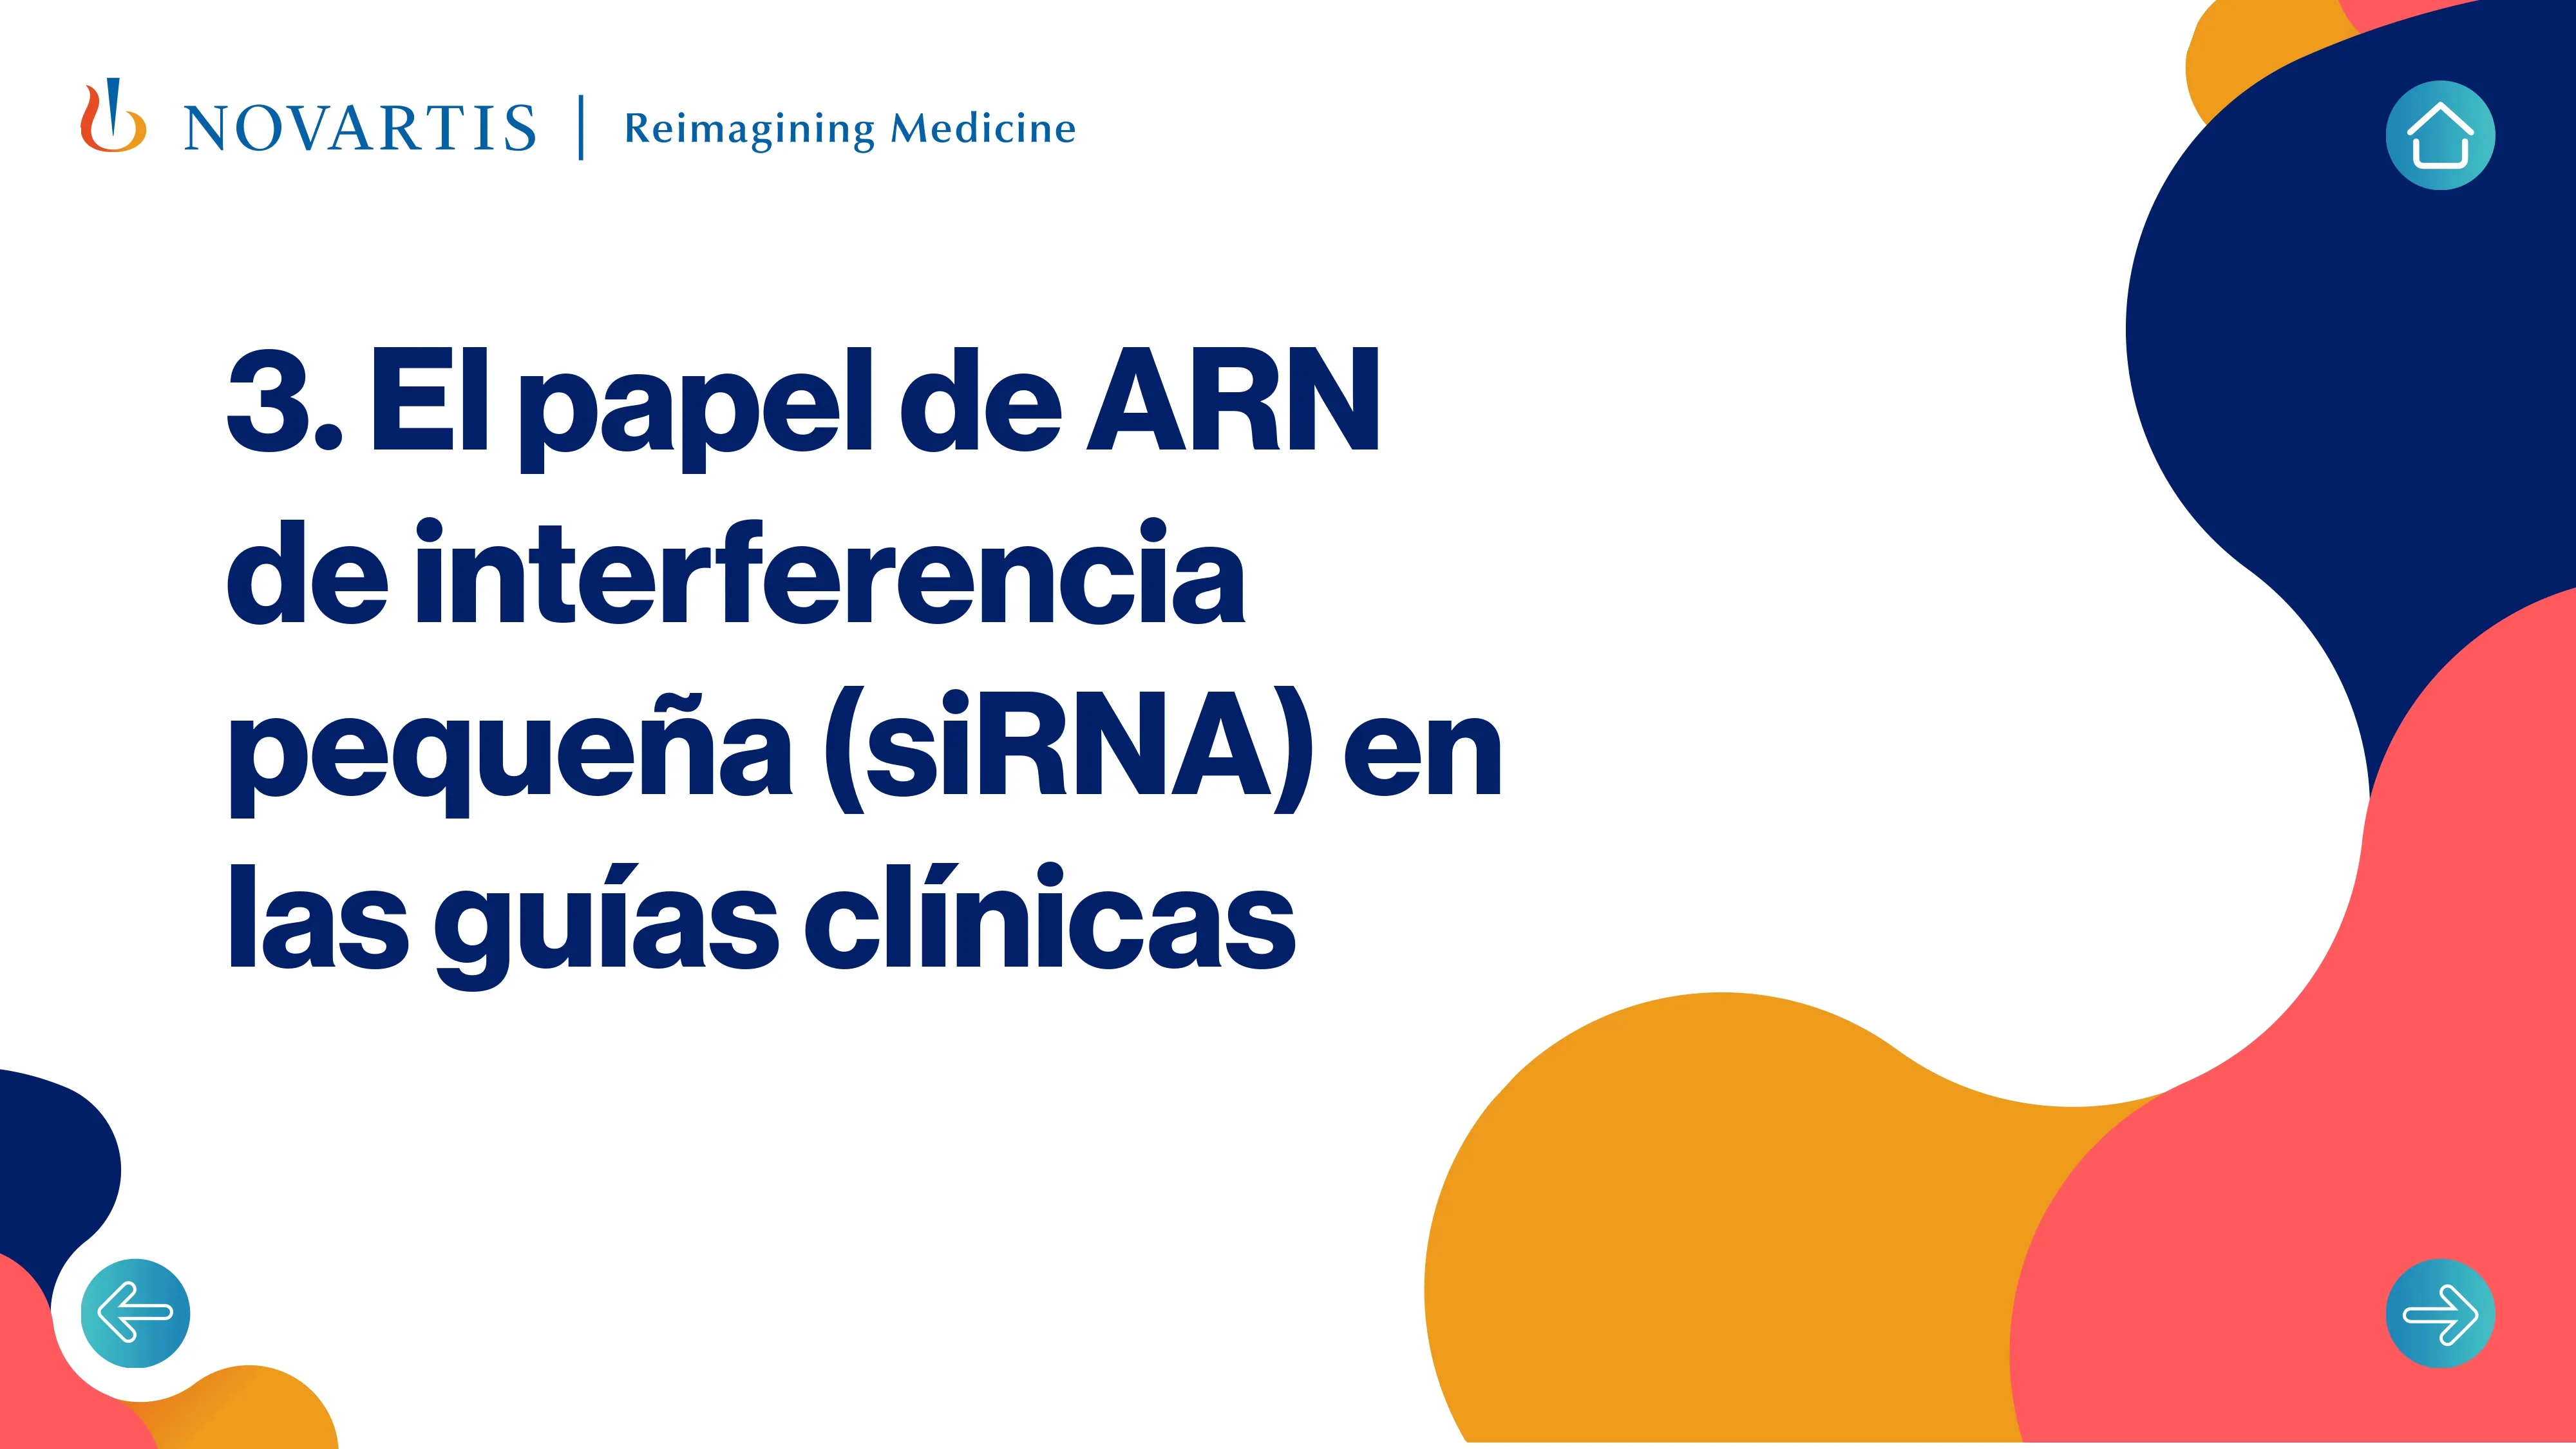 NOVARTIS | Reimagining Medicine
3. El papel de ARN
de interferencia
pequeña (siRNA) en
las guías clínicas